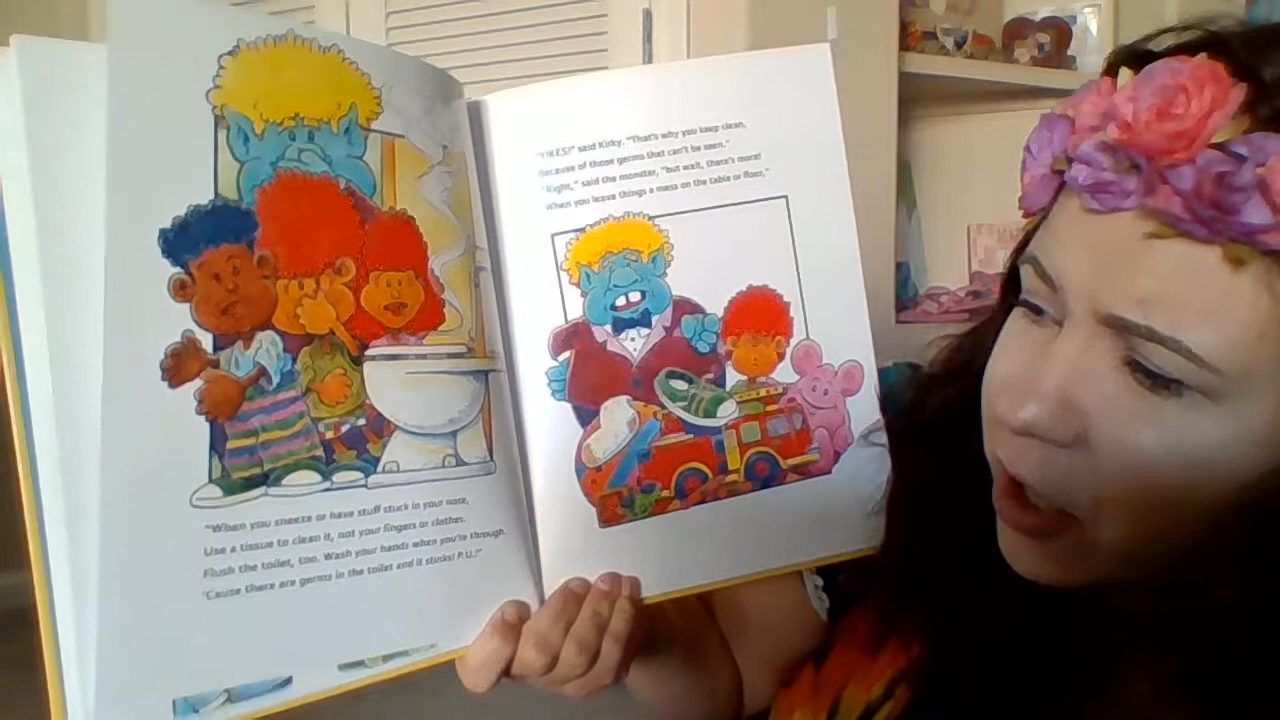 "When you sneeze or have stuff stuck in your nose,
Use a tissue to clean it, not your fingers or clothes.
Flush the toilet, too. Wash your hands when you're through.
'Cause there are germs in the toilet and it stinks! P.U.!"
"YIKES!" said Kirky. "That's why you keep clean,
Because of those germs that can't be seen."
"Right," said the monster, "but wait, there's more!
When you leave things a mess on the table or floor,"